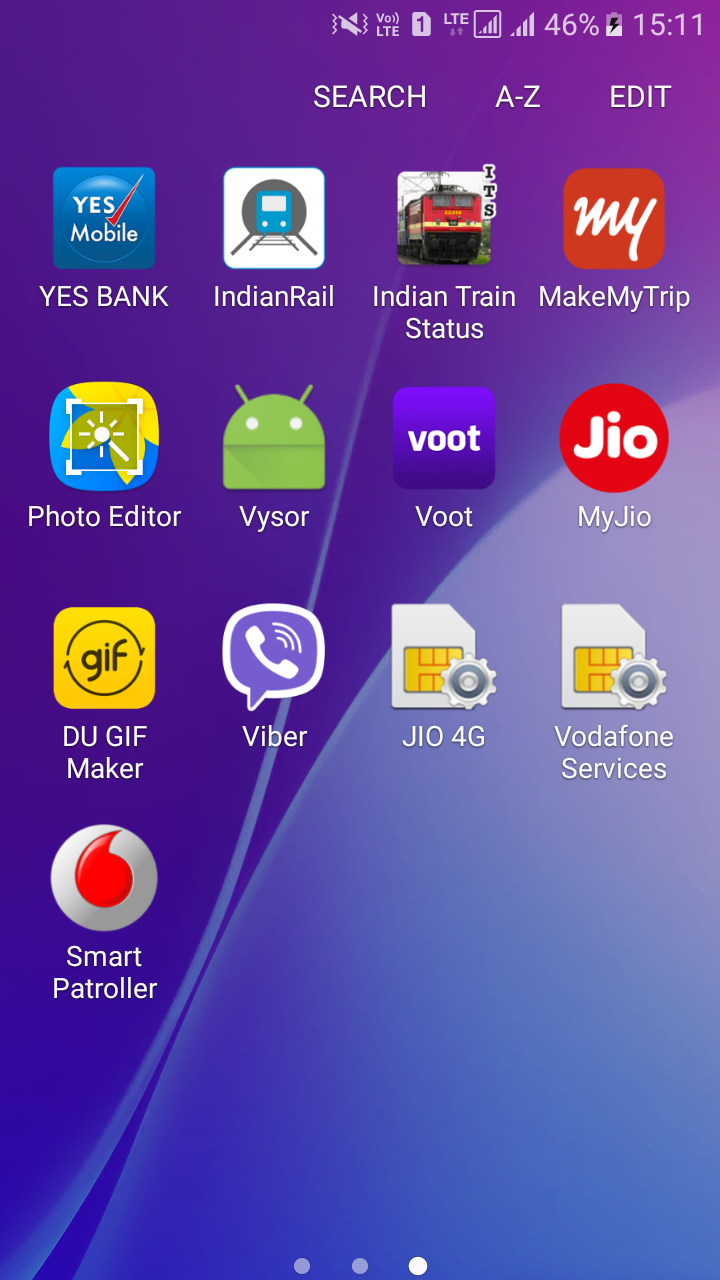 Vo)) LTE 1 LTE 46% 15:11
SEARCH A-Z EDIT
YES
Mobile
my
ITS
voot
Jio
YES BANK IndianRail Indian Train MakeMyTrip
Status
Photo Editor Vysor Voot MyJio
gif
DU GIF Viber JIO 4G Vodafone
Maker Services
Smart
Patroller